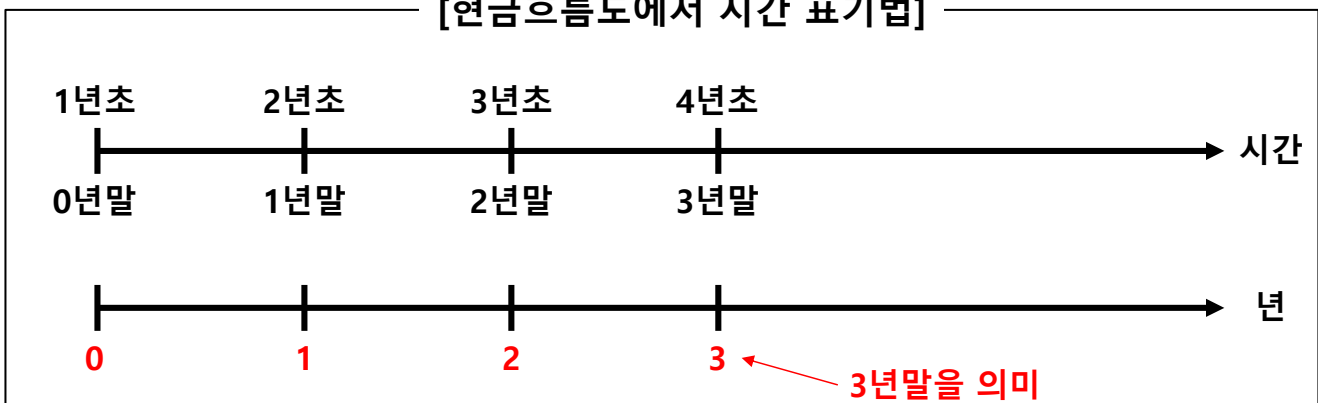 [현금흐름도에서 시간 표기법]
1년초 2년초 3년초 4년초
시간
0년말 1년말 2년말 3년말
년
0 1 2 3
3년말을 의미